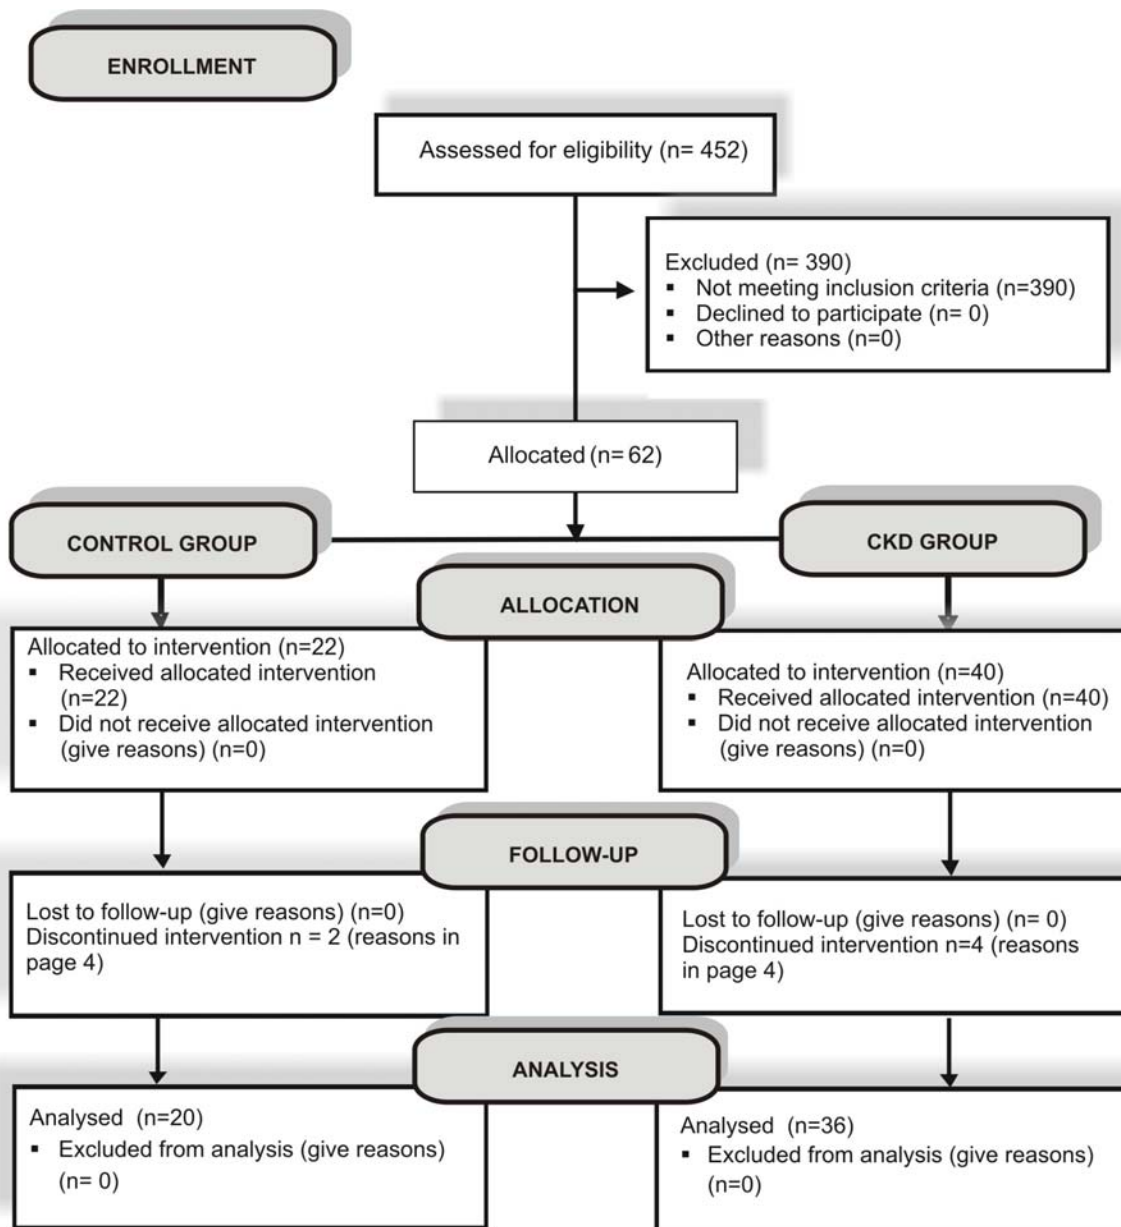 ENROLLMENT
Assessed for eligibility (n= 452)
Excluded (n= 390)
▪ Not meeting inclusion criteria (n=390)
▪ Declined to participate (n= 0)
▪ Other reasons (n=0)
Allocated (n= 62)
CONTROL GROUP
CKD GROUP
ALLOCATION
Allocated to intervention (n=22)
▪ Received allocated intervention
(n=22)
▪ Did not receive allocated intervention
(give reasons) (n=0)
Allocated to intervention (n=40)
▪ Received allocated intervention (n=40)
▪ Did not receive allocated intervention
(give reasons) (n=0)
FOLLOW-UP
Lost to follow-up (give reasons) (n=0)
Discontinued intervention n = 2 (reasons in
page 4)
Lost to follow-up (give reasons) (n= 0)
Discontinued intervention n=4 (reasons
in page 4)
ANALYSIS
Analysed (n=20)
▪ Excluded from analysis (give reasons)
(n= 0)
Analysed (n=36)
▪ Excluded from analysis (give reasons)
(n=0)